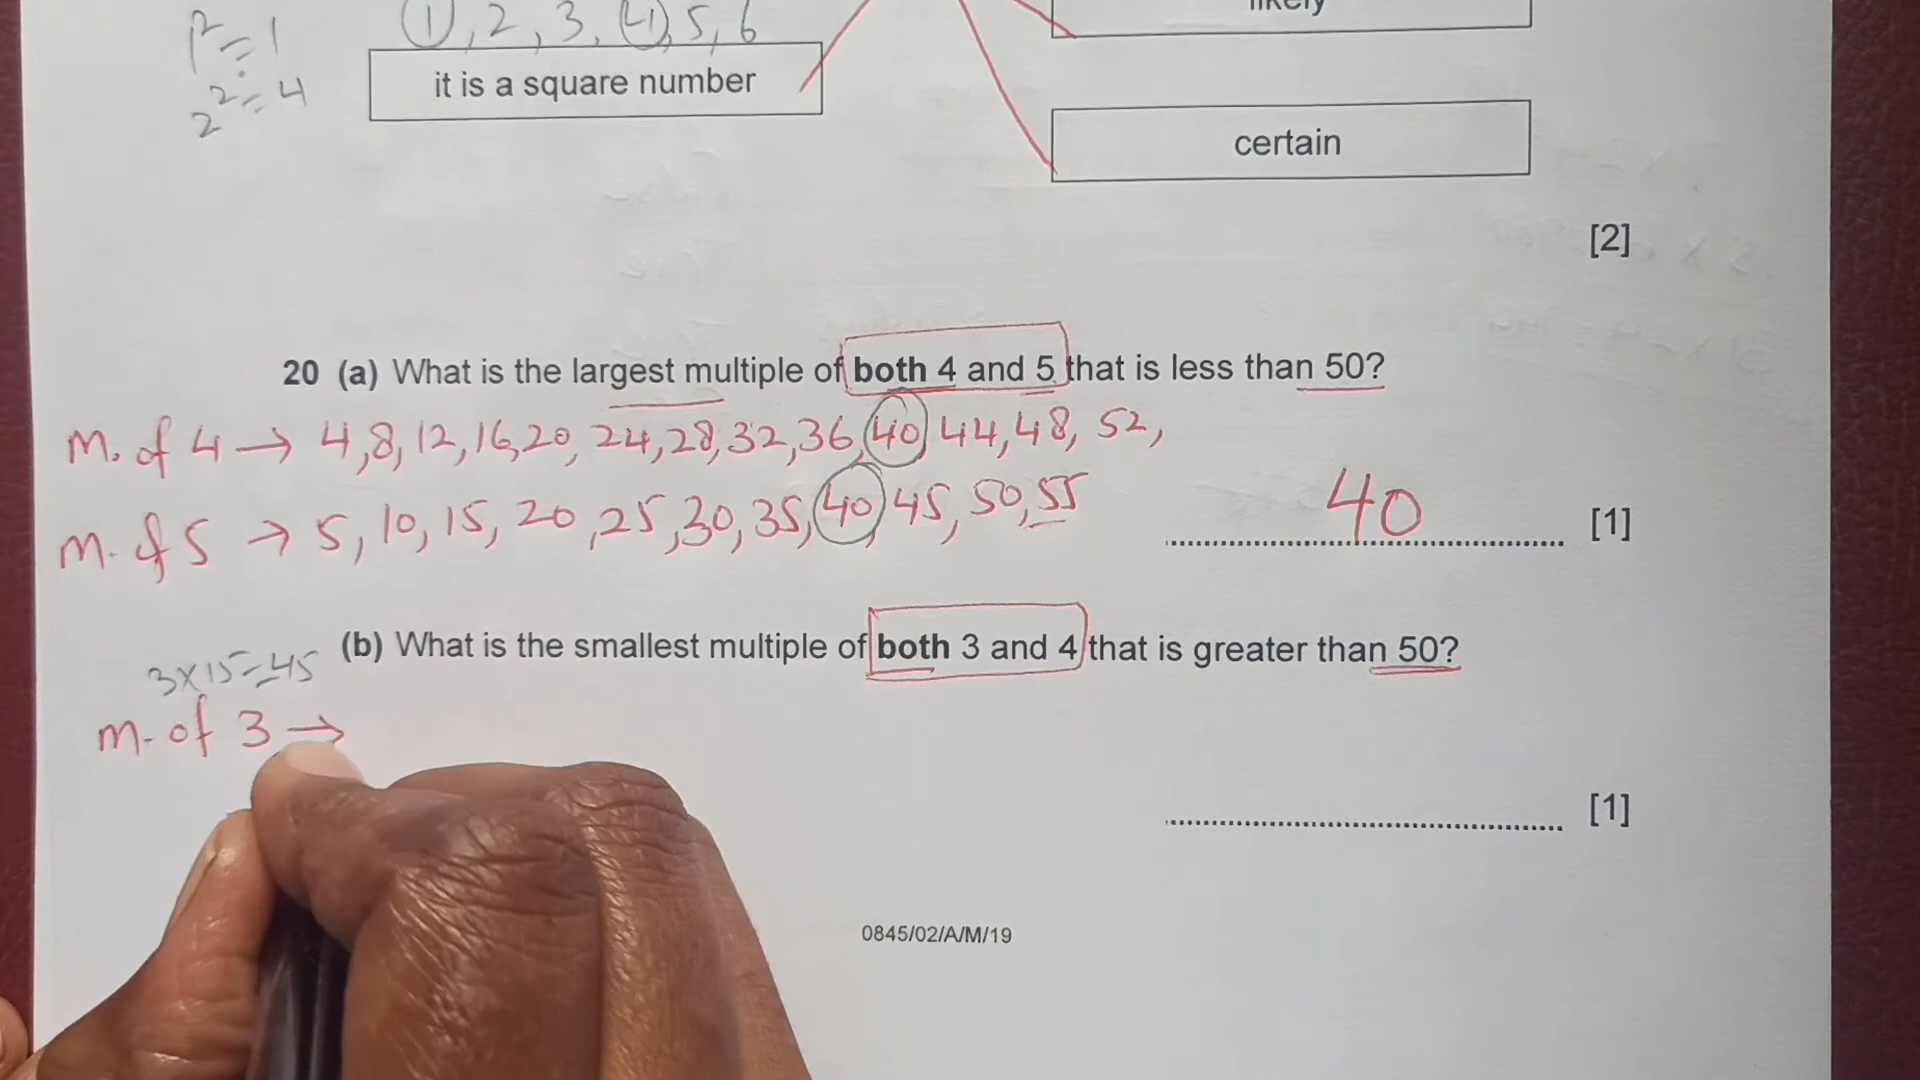 1² = 1
1, 2, 3, 4, 5, 6
likely
2² = 4
it is a square number
certain
[2]
20 (a) What is the largest multiple of both 4 and 5 that is less than 50?
M. of 4 → 4, 8, 12, 16, 20, 24, 28, 32, 36, 40 44, 48, 52,
M. of 5 → 5, 10, 15, 20, 25, 30, 35, 40, 45, 50, 55
40 [1]
(b) What is the smallest multiple of both 3 and 4 that is greater than 50?
3×15=45
M. of 3 →
[1]
0845/02/A/M/19